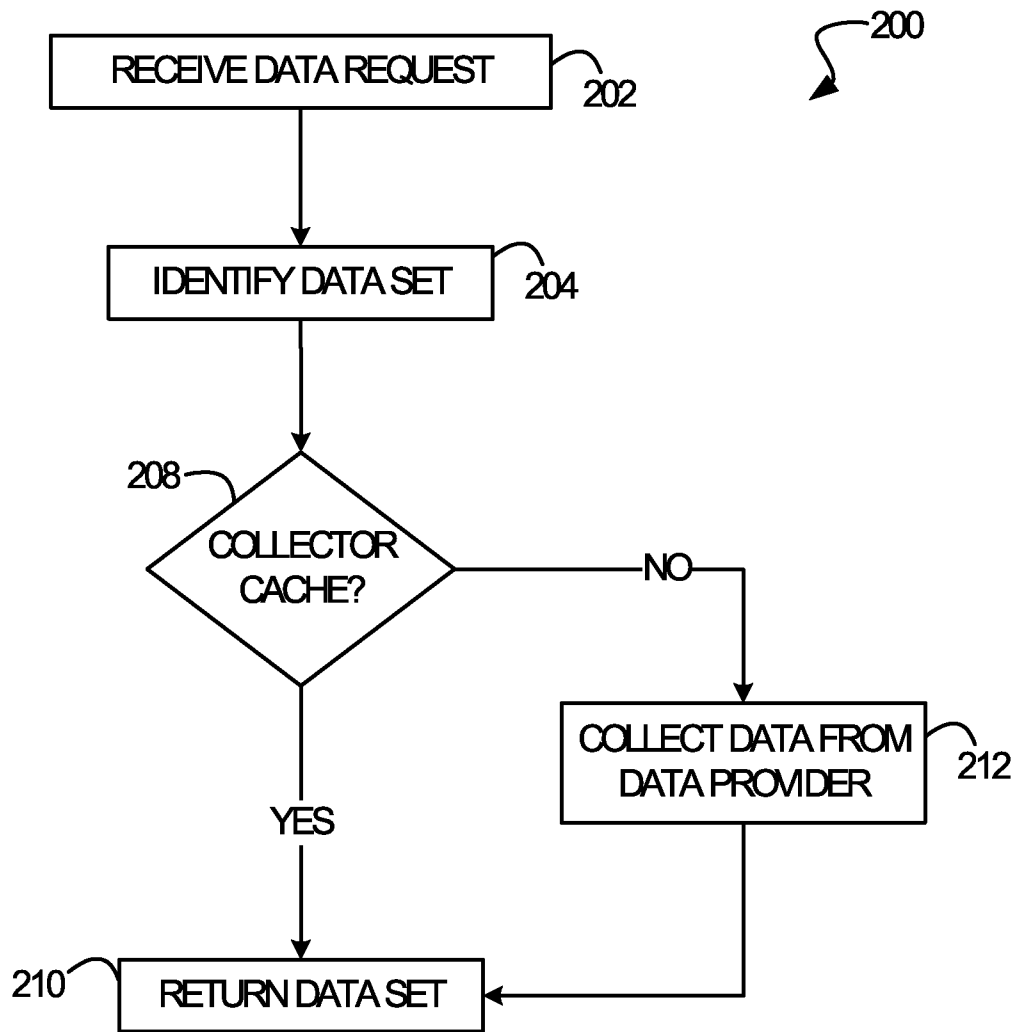 200
RECEIVE DATA REQUEST
202
IDENTIFY DATA SET
204
208
COLLECTOR
CACHE?
NO
COLLECT DATA FROM
DATA PROVIDER
212
YES
210
RETURN DATA SET